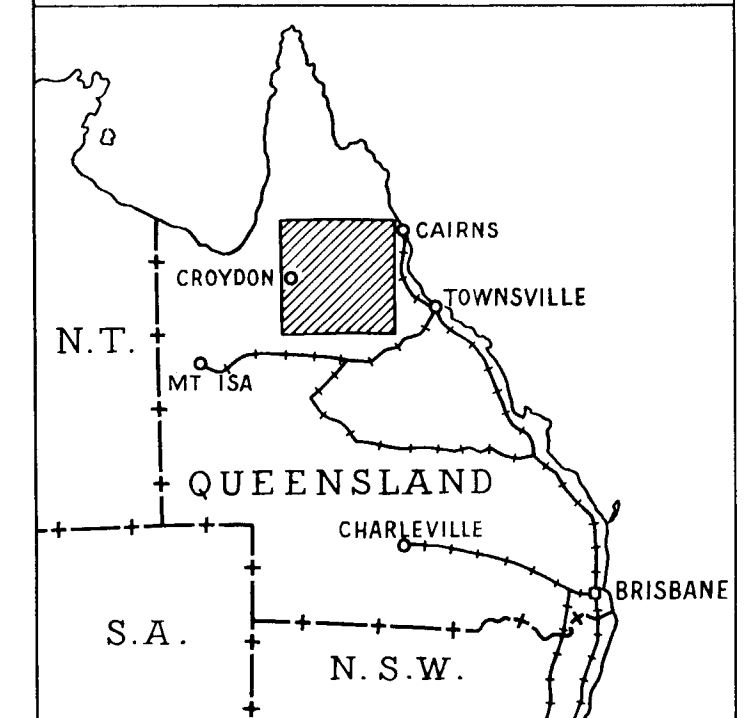 CAIRNS
CROYDON
TOWNSVILLE
N.T.
MT ISA
QUEENSLAND
CHARLEVILLE
BRISBANE
S.A.
N.S.W.